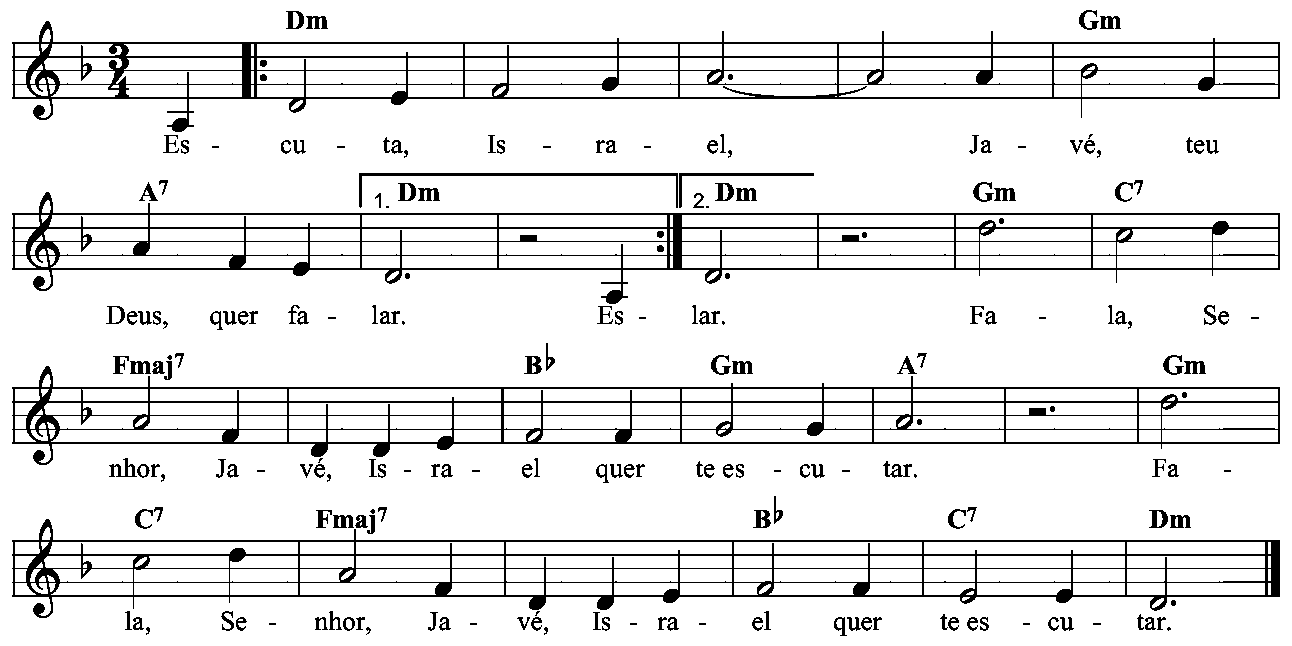 Dm Gm
3
4
Es - cu - ta, Is - ra - el, Ja - vé, teu
A7 1. Dm 2. Dm Gm C7
Deus, quer fa - lar. Es - lar. Fa - la, Se -
Fmaj7 B♭ Gm A7 Gm
nhor, Ja - vé, Is - ra - el quer te es - cu - tar. Fa -
C7 Fmaj7 B♭ C7 Dm
la, Se - nhor, Ja - vé, Is - ra - el quer te es - cu - tar.